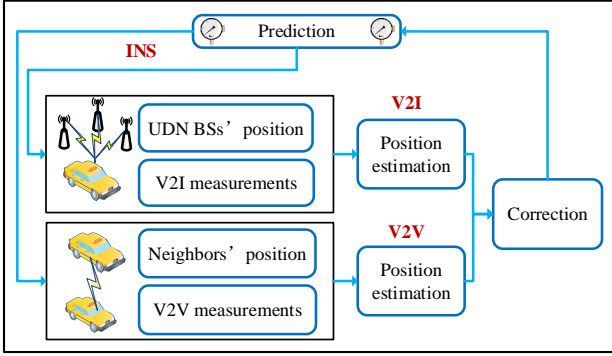 Prediction
INS
V2I
UDN BSs’ position
V2I measurements
Position
estimation
Correction
V2V
Neighbors’ position
V2V measurements
Position
estimation